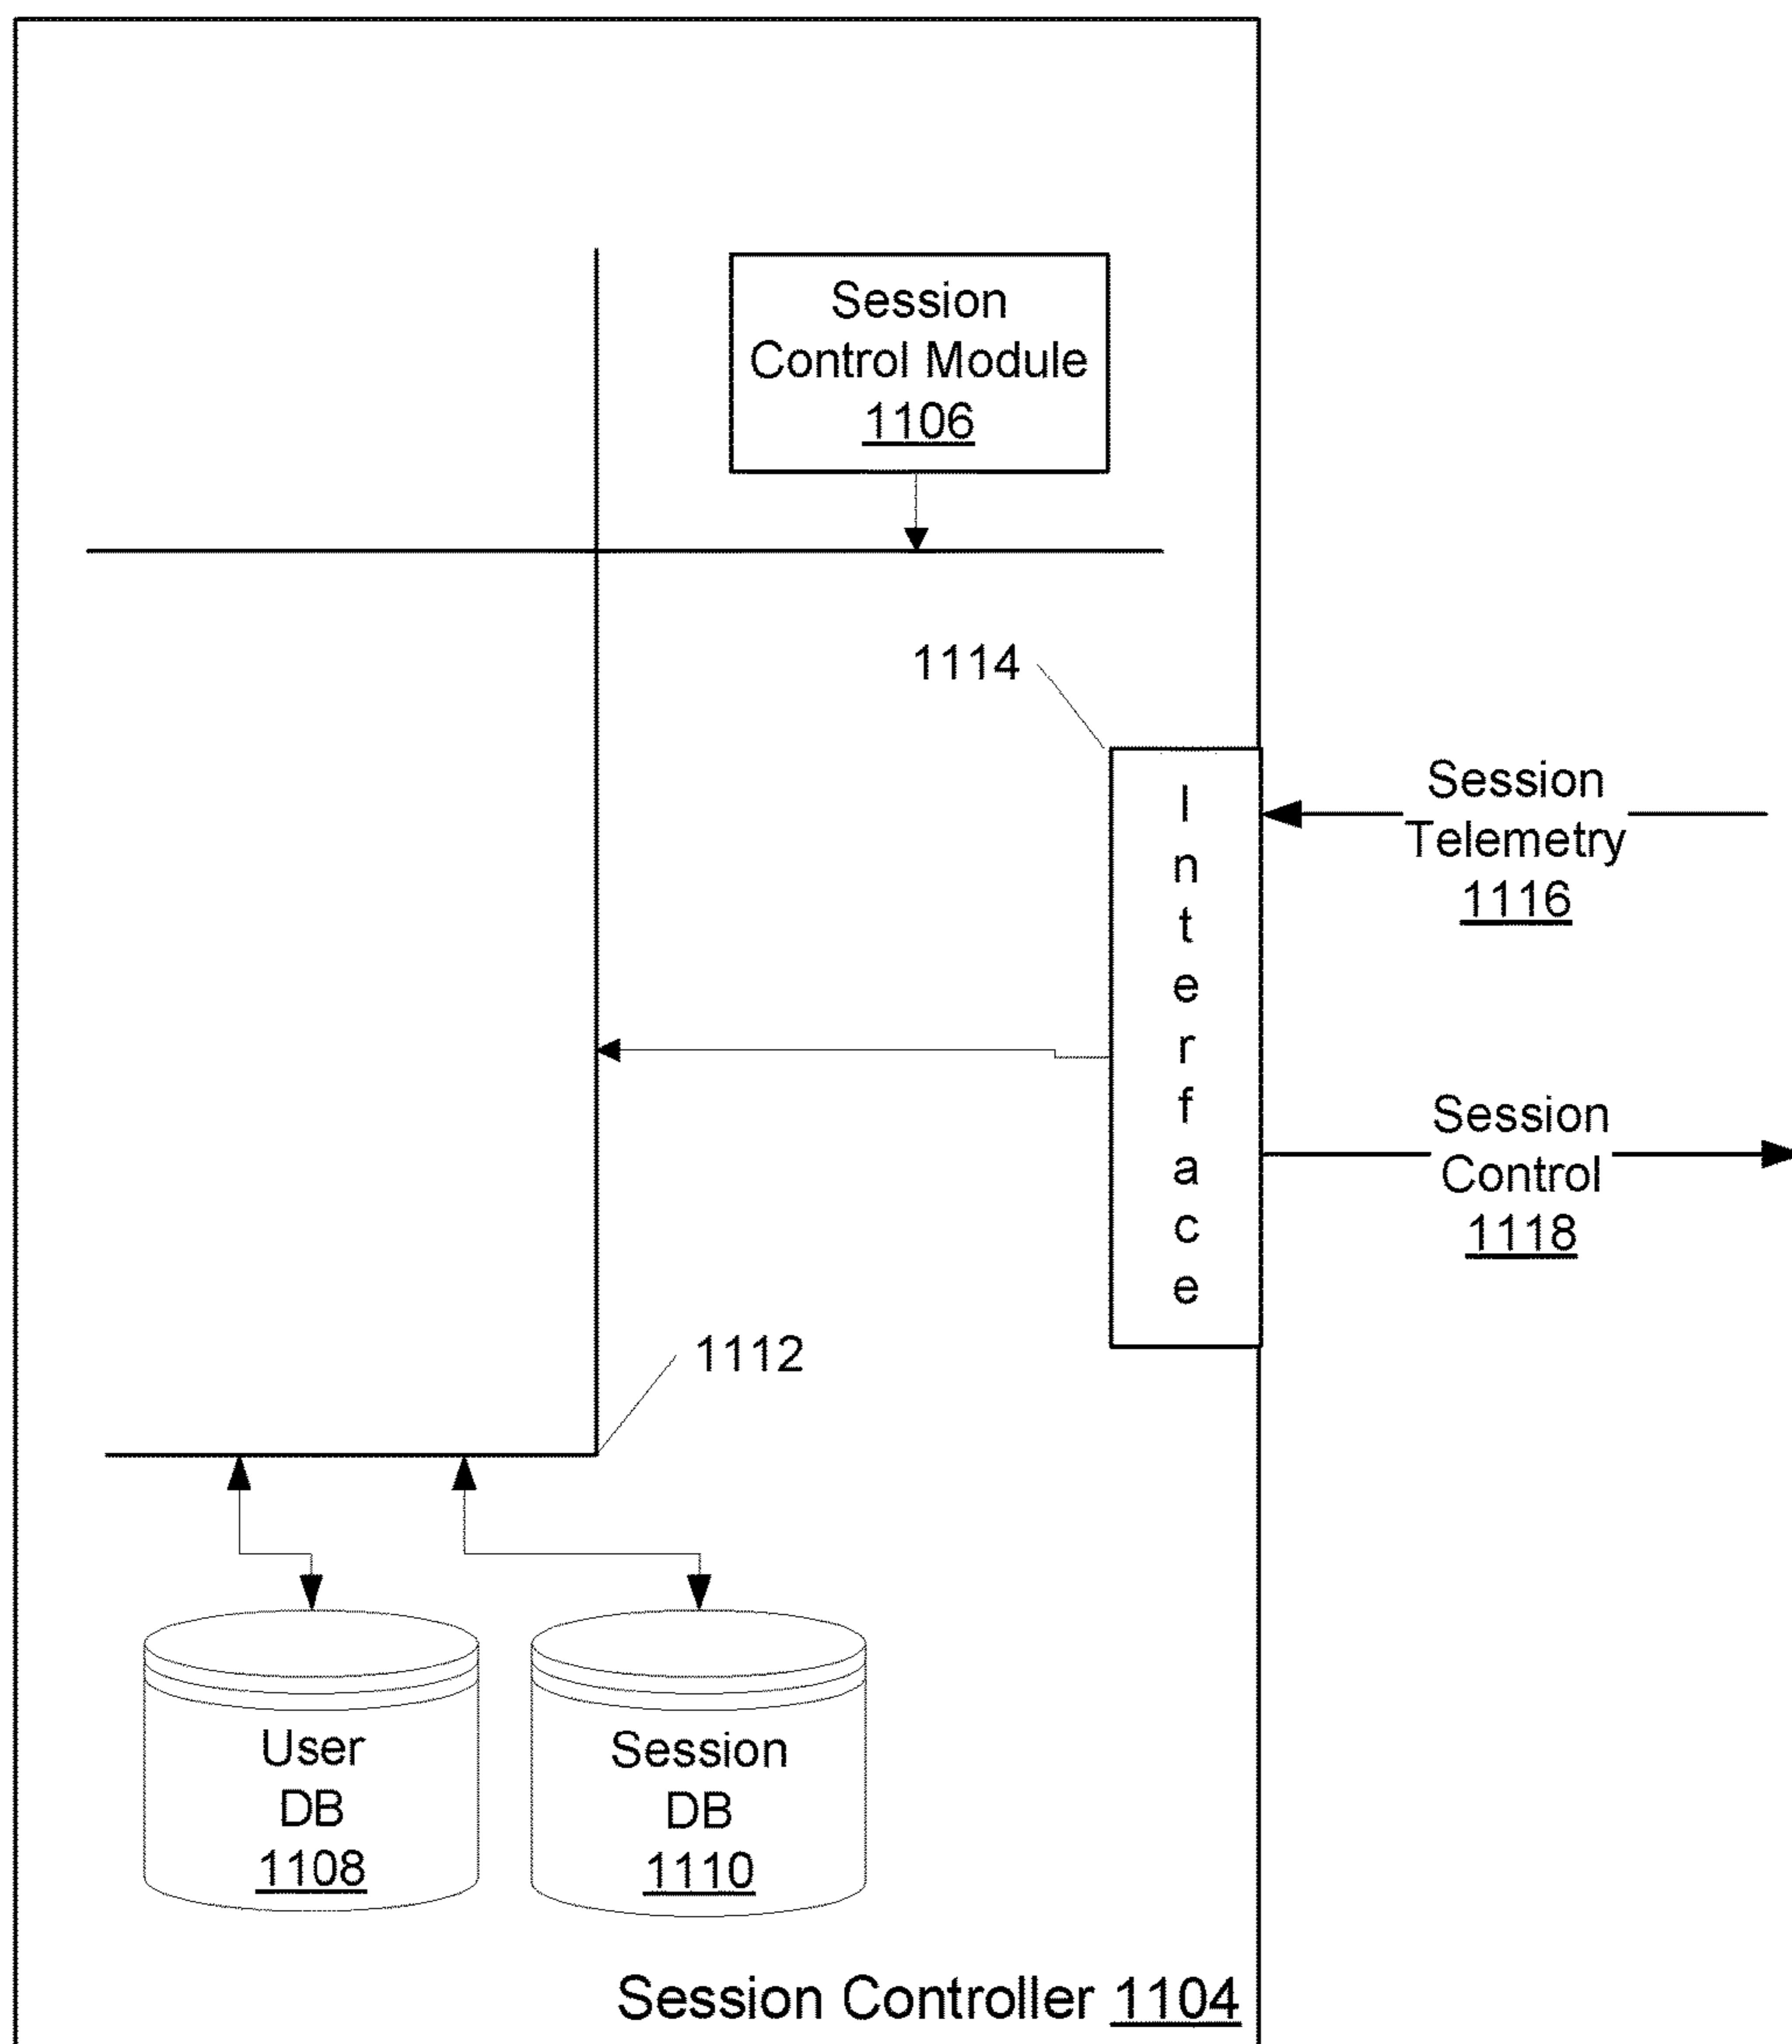 Session
Control Module
1106
1114
Interface
Session
Telemetry
1116
Session
Control
1118
1112
User
DB
1108
Session
DB
1110
Session Controller 1104